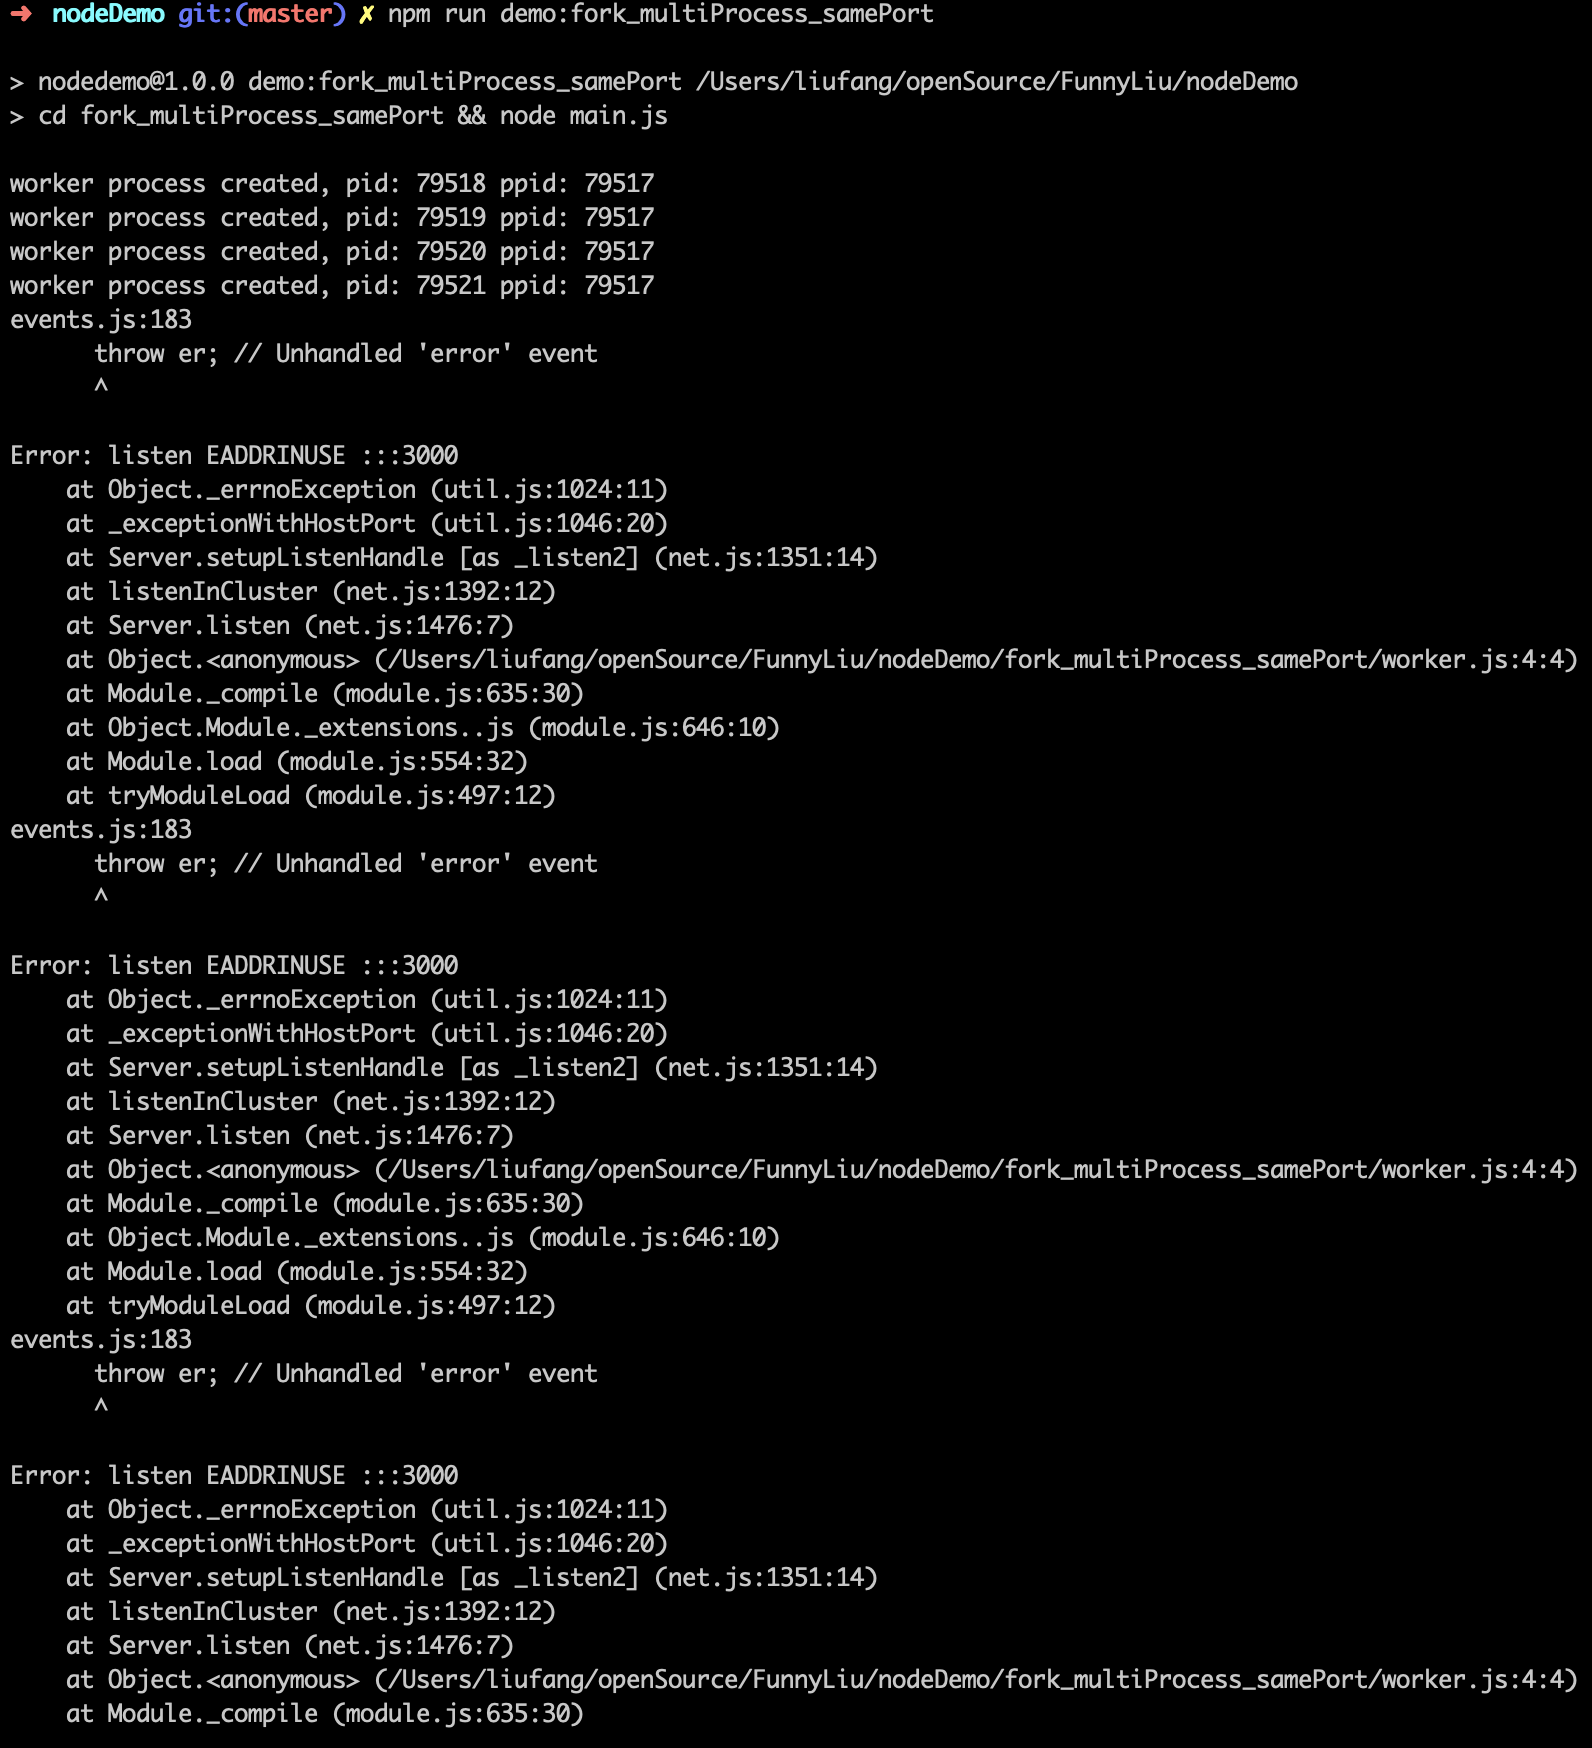 ➜  nodeDemo git:(master) ✗ npm run demo:fork_multiProcess_samePort

> nodedemo@1.0.0 demo:fork_multiProcess_samePort /Users/liufang/openSource/FunnyLiu/nodeDemo
> cd fork_multiProcess_samePort && node main.js

worker process created, pid: 79518 ppid: 79517
worker process created, pid: 79519 ppid: 79517
worker process created, pid: 79520 ppid: 79517
worker process created, pid: 79521 ppid: 79517
events.js:183
      throw er; // Unhandled 'error' event
      ^

Error: listen EADDRINUSE :::3000
    at Object._errnoException (util.js:1024:11)
    at _exceptionWithHostPort (util.js:1046:20)
    at Server.setupListenHandle [as _listen2] (net.js:1351:14)
    at listenInCluster (net.js:1392:12)
    at Server.listen (net.js:1476:7)
    at Object.<anonymous> (/Users/liufang/openSource/FunnyLiu/nodeDemo/fork_multiProcess_samePort/worker.js:4:4)
    at Module._compile (module.js:635:30)
    at Object.Module._extensions..js (module.js:646:10)
    at Module.load (module.js:554:32)
    at tryModuleLoad (module.js:497:12)
events.js:183
      throw er; // Unhandled 'error' event
      ^

Error: listen EADDRINUSE :::3000
    at Object._errnoException (util.js:1024:11)
    at _exceptionWithHostPort (util.js:1046:20)
    at Server.setupListenHandle [as _listen2] (net.js:1351:14)
    at listenInCluster (net.js:1392:12)
    at Server.listen (net.js:1476:7)
    at Object.<anonymous> (/Users/liufang/openSource/FunnyLiu/nodeDemo/fork_multiProcess_samePort/worker.js:4:4)
    at Module._compile (module.js:635:30)
    at Object.Module._extensions..js (module.js:646:10)
    at Module.load (module.js:554:32)
    at tryModuleLoad (module.js:497:12)
events.js:183
      throw er; // Unhandled 'error' event
      ^

Error: listen EADDRINUSE :::3000
    at Object._errnoException (util.js:1024:11)
    at _exceptionWithHostPort (util.js:1046:20)
    at Server.setupListenHandle [as _listen2] (net.js:1351:14)
    at listenInCluster (net.js:1392:12)
    at Server.listen (net.js:1476:7)
    at Object.<anonymous> (/Users/liufang/openSource/FunnyLiu/nodeDemo/fork_multiProcess_samePort/worker.js:4:4)
    at Module._compile (module.js:635:30)